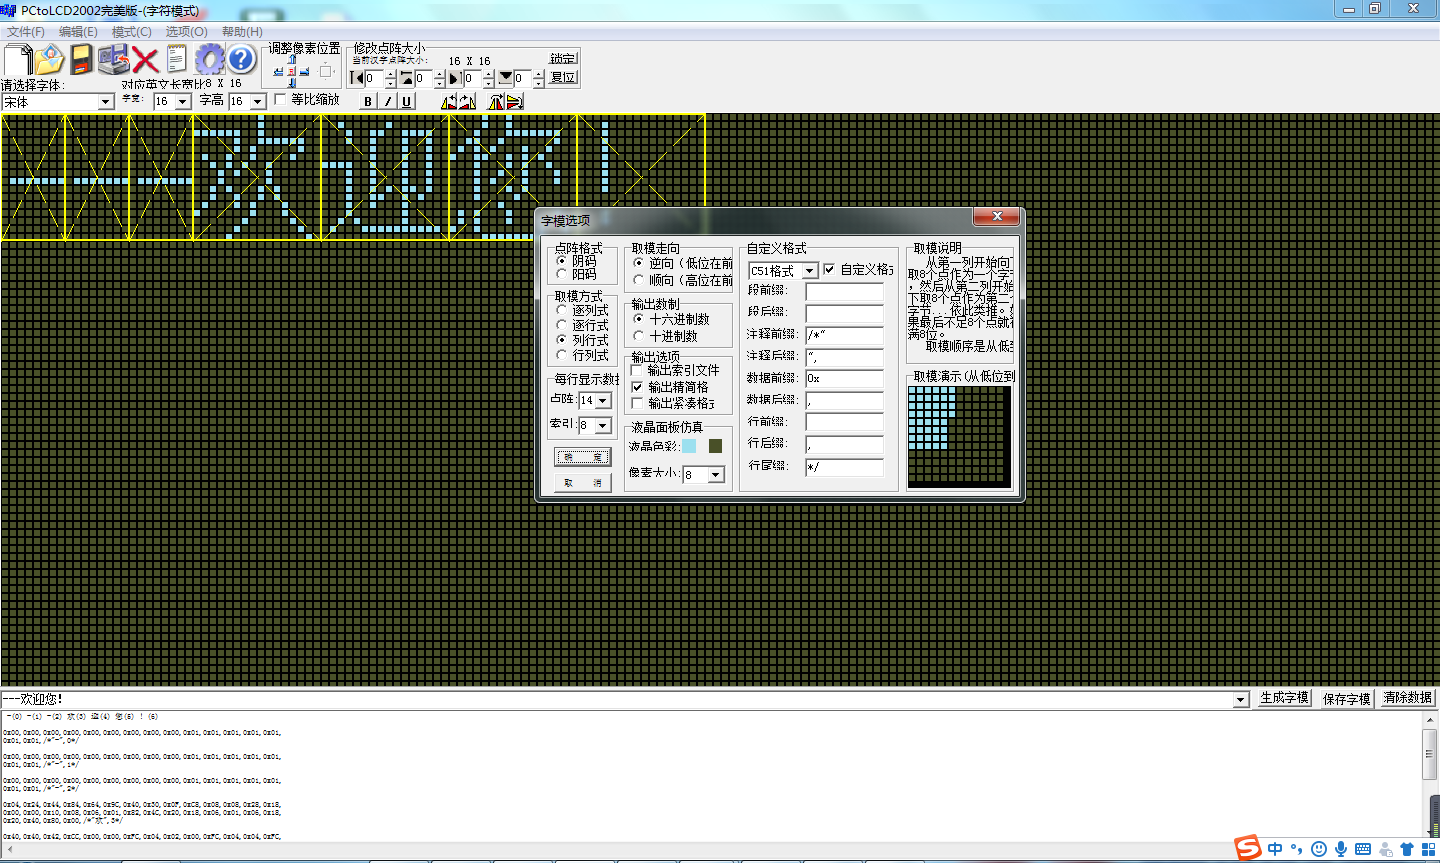 PCtoLCD2002完美版-(字符模式)
文件(F) 编辑(E) 模式(C) 选项(O) 帮助(H)
调整像素位置
修改点阵大小
当前汉字点阵大小: 16 X 16
锁定
0 0 0 0
复位
请选择字体:
对应英文长宽比8 X 16
宋体
字宽: 16 字高 16 等比缩放
B I U
---欢迎您!
字模选项
点阵格式
阴码
阳码
取模方式
逐列式
逐行式
列行式
行列式
每行显示数据
点阵: 14
索引: 8
确 定
取 消
取模走向
逆向(低位在前
顺向(高位在前
输出数制
十六进制数
十进制数
输出选项
输出索引文件
输出精简格
输出紧凑格式
液晶面板仿真
液晶色彩:
像素大小: 8
自定义格式
C51格式 自定义格式
段前缀:
段后缀:
注释前缀: /*"
注释后缀: ",
数据前缀: 0x
数据后缀: ,
行前缀:
行后缀: ,
行尾缀: */
取模说明
从第一列开始向下
取8个点作为一个字节
,然后从第二列开始
下取8个点作为第二个
字节...依此类推。如
果最后不足8个点就补
满8位。
取模顺序是从低到
取模演示(从低位到
---欢迎您!
生成字模 保存字模 清除数据
-(0) -(1) -(2) 欢(3) 迎(4) 您(5) !(6)
0x00,0x00,0x00,0x00,0x00,0x00,0x00,0x00,0x00,0x01,0x01,0x01,0x01,0x01,
0x01,0x01,/*"-",0*/
0x00,0x00,0x00,0x00,0x00,0x00,0x00,0x00,0x00,0x01,0x01,0x01,0x01,0x01,
0x01,0x01,/*"-",1*/
0x00,0x00,0x00,0x00,0x00,0x00,0x00,0x00,0x00,0x01,0x01,0x01,0x01,0x01,
0x01,0x01,/*"-",2*/
0x04,0x24,0x44,0x84,0x64,0x9C,0x40,0x30,0x0F,0xC8,0x08,0x08,0x28,0x18,
0x00,0x00,0x10,0x08,0x06,0x01,0x82,0x4C,0x20,0x18,0x06,0x01,0x06,0x18,
0x20,0x40,0x80,0x00,/*"欢",3*/
0x40,0x40,0x42,0xCC,0x00,0x00,0xFC,0x04,0x02,0x00,0xFC,0x04,0x04,0xFC,
中